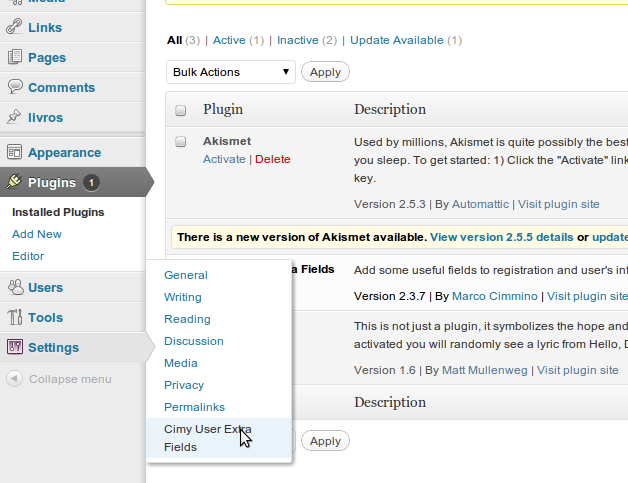 Media
Links
Pages
Comments
livros
Appearance
Plugins 1
Installed Plugins
Add New
Editor
Users
Tools
Settings
Collapse menu
General
Writing
Reading
Discussion
Media
Privacy
Permalinks
Cimy User Extra
Fields
All (3) | Active (1) | Inactive (2) | Update Available (1)
Bulk Actions Apply
Plugin Description
Akismet
Activate | Delete
Used by millions, Akismet is quite possibly the best
you sleep. To get started: 1) Click the "Activate" link
key.
Version 2.5.3 | By Automattic | Visit plugin site
There is a new version of Akismet available. View version 2.5.5 details or update
a Fields
Add some useful fields to registration and user's inf
Version 2.3.7 | By Marco Cimmino | Visit plugin site
This is not just a plugin, it symbolizes the hope and
activated you will randomly see a lyric from Hello, D
Version 1.6 | By Matt Mullenweg | Visit plugin site
Description
Apply